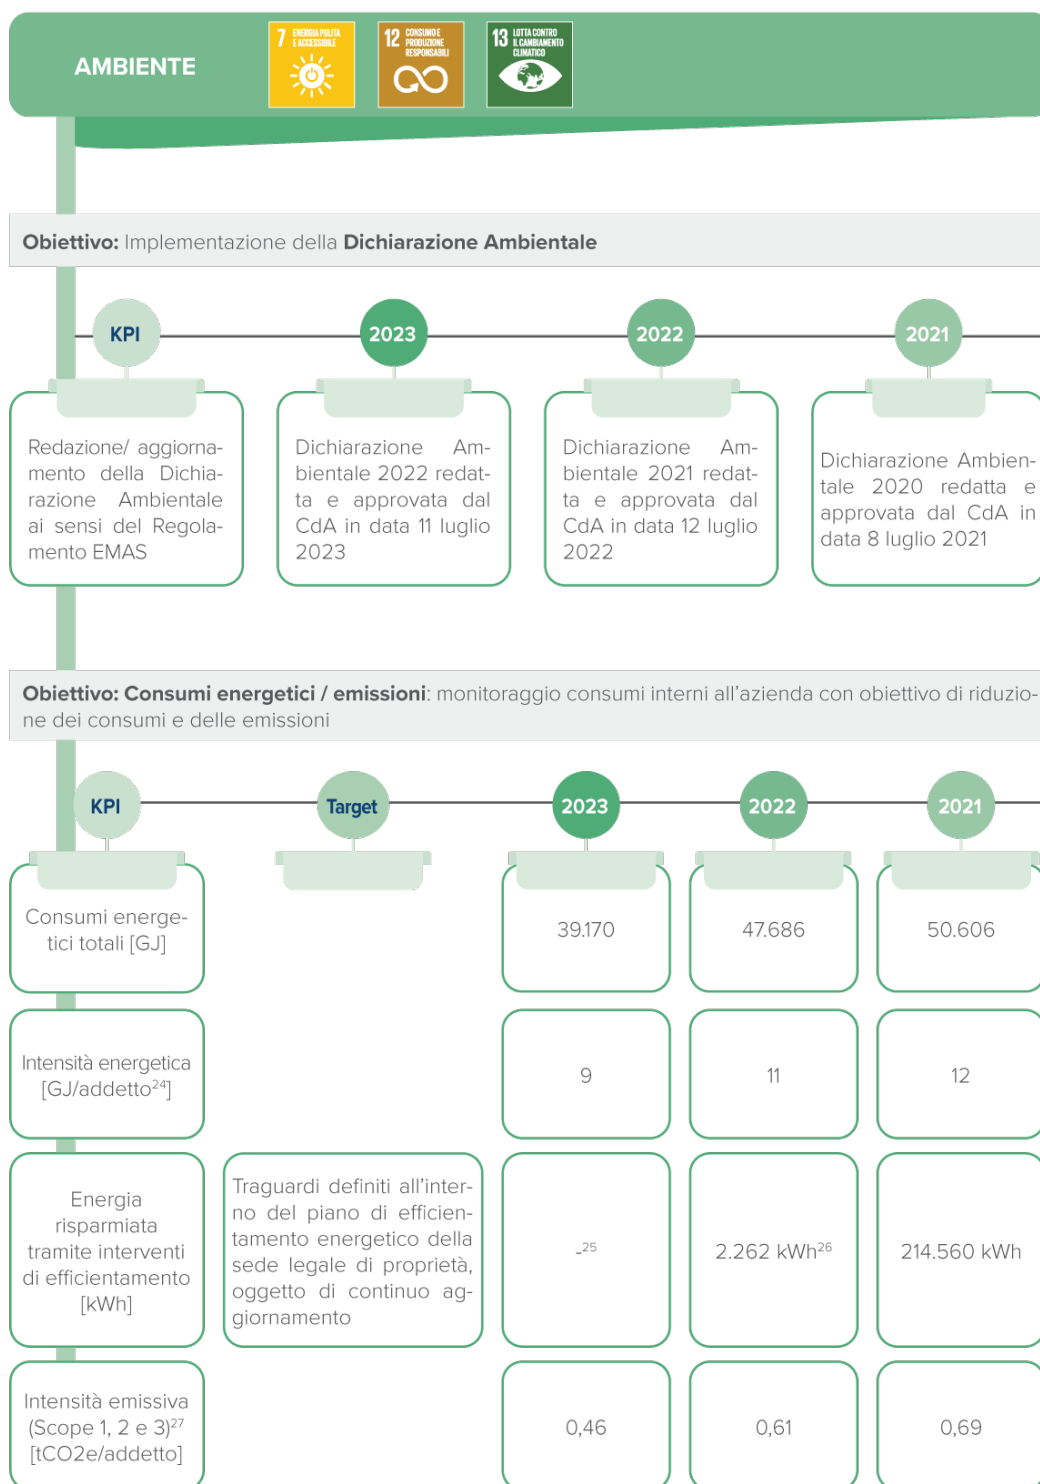 AMBIENTE
7 ENERGIA PULITA
E ACCESSIBILE
12 CONSUMO E
PRODUZIONE
RESPONSABILI
13 LOTTA CONTRO
IL CAMBIAMENTO
CLIMATICO
Obiettivo: Implementazione della Dichiarazione Ambientale
KPI
2023
2022
2021
Redazione/ aggiorna-
mento della Dichia-
razione Ambientale
ai sensi del Regola-
mento EMAS
Dichiarazione Am-
bientale 2022 redat-
ta e approvata dal
CdA in data 11 luglio
2023
Dichiarazione Am-
bientale 2021 redat-
ta e approvata dal
CdA in data 12 luglio
2022
Dichiarazione Ambien-
tale 2020 redatta e
approvata dal CdA in
data 8 luglio 2021
Obiettivo: Consumi energetici / emissioni: monitoraggio consumi interni all'azienda con obiettivo di riduzio-
ne dei consumi e delle emissioni
KPI
Target
2023
2022
2021
Consumi energe-
tici totali [GJ]
39.170
47.686
50.606
Intensità energetica
[GJ/addetto24]
9
11
12
Energia
risparmiata
tramite interventi
di efficientamento
[kWh]
Traguardi definiti all'inter-
no del piano di efficien-
tamento energetico della
sede legale di proprietà,
oggetto di continuo ag-
giornamento
-25
2.262 kWh26
214.560 kWh
Intensità emissiva
(Scope 1, 2 e 3)27
[tCO2e/addetto]
0,46
0,61
0,69